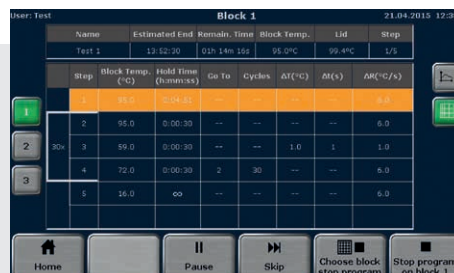 User: Test Block 1 21.04.2015 12:3
Name Estimated End Remain. Time Block Temp. Lid Step
Test 1 13:52:30 01h 14m 16s 95.0°C 99.4°C 1/5
Step Block Temp. (°C) Hold Time (h:mm:ss) Go To Cycles ΔT(°C) Δt(s) ΔR(°C/s)
1 95.0 -- -- -- -- 6.0
1
2 95.0 0:00:30 -- -- -- -- 6.0
2 30x 3 59.0 0:00:30 -- -- 1.0 1 1.0
4 72.0 0:00:30 2 30 -- -- 6.0
3
5 16.0 ∞ -- -- -- -- 6.0
Home Pause Skip Choose block stop program Stop program on block 1